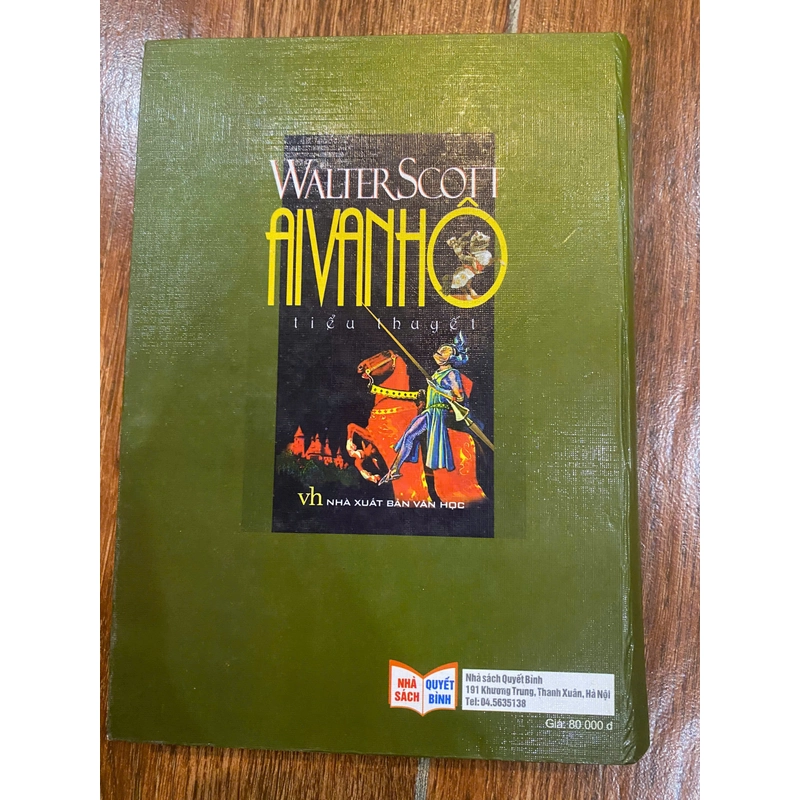 WALTER SCOTT
AIVANHÔ
tiểu thuyết
vh NHÀ XUẤT BẢN VĂN HỌC
NHÀ SÁCH QUYẾT BÌNH
Nhà sách Quyết Bình
191 Khương Trung, Thanh Xuân, Hà Nội
Tel: 04.5635138
Giá: 80 000 đ